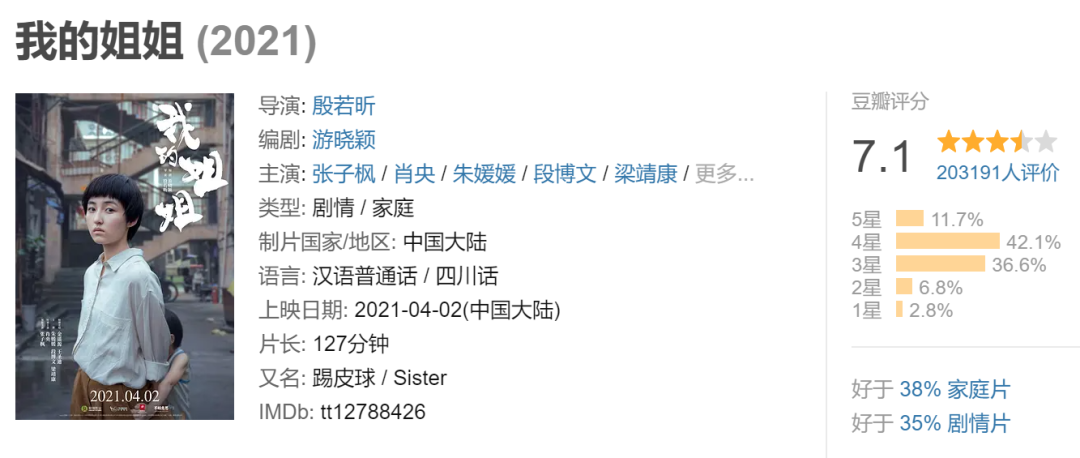 我的姐姐 (2021)
我的姐姐
2021.04.02
导演: 殷若昕
编剧: 游晓颖
主演: 张子枫 / 肖央 / 朱媛媛 / 段博文 / 梁靖康 / 更多...
类型: 剧情 / 家庭
制片国家/地区: 中国大陆
语言: 汉语普通话 / 四川话
上映日期: 2021-04-02(中国大陆)
片长: 127分钟
又名: 踢皮球 / Sister
IMDb: tt12788426
豆瓣评分
7.1
203191人评价
5星 11.7%
4星 42.1%
3星 36.6%
2星 6.8%
1星 2.8%
好于 38% 家庭片
好于 35% 剧情片